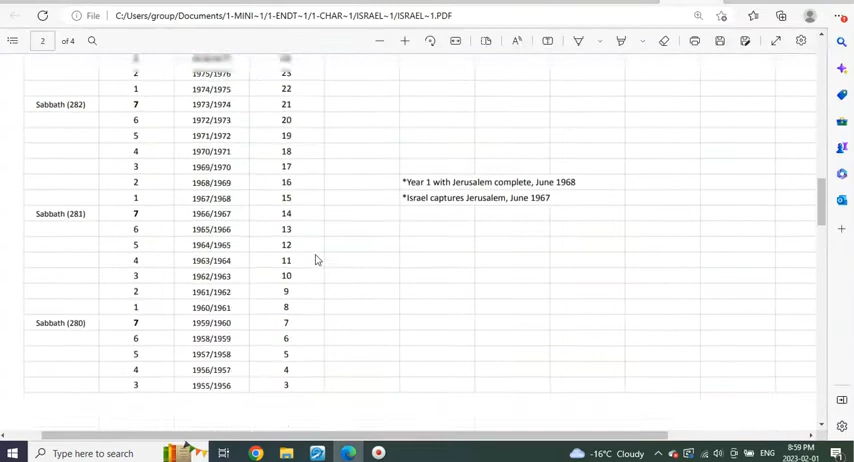 File | C:/Users/group/Documents/1-MINI~1/1-ENDT~1/1-CHAR~1/ISRAEL~1/ISRAEL~1.PDF
2 of 4
2 1975/1976 23
1 1974/1975 22
Sabbath (282) 7 1973/1974 21
6 1972/1973 20
5 1971/1972 19
4 1970/1971 18
3 1969/1970 17
2 1968/1969 16 *Year 1 with Jerusalem complete, June 1968
1 1967/1968 15 *Israel captures Jerusalem, June 1967
Sabbath (281) 7 1966/1967 14
6 1965/1966 13
5 1964/1965 12
4 1963/1964 11
3 1962/1963 10
2 1961/1962 9
1 1960/1961 8
Sabbath (280) 7 1959/1960 7
6 1958/1959 6
5 1957/1958 5
4 1956/1957 4
3 1955/1956 3
Type here to search
-16°C Cloudy
ENG
8:59 PM
2023-02-01